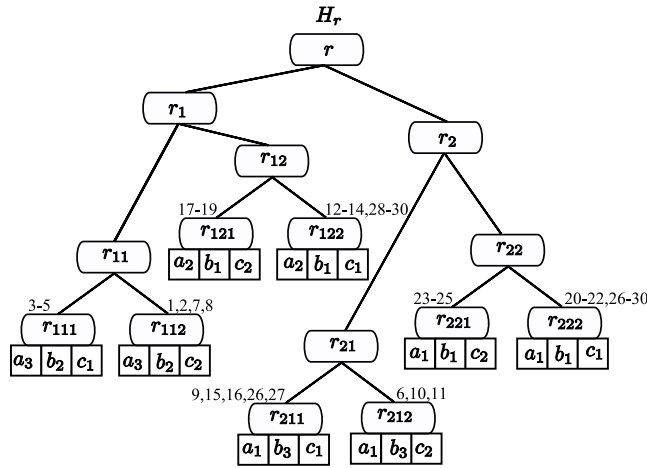 H_r
r
r_1
r_2
r_12
17-19
12-14,28-30
r_121
r_122
a_2 b_1 c_2
a_2 b_1 c_1
r_11
r_22
3-5
1,2,7,8
23-25
20-22,26-30
r_111
r_112
r_221
r_222
a_3 b_2 c_1
a_3 b_2 c_2
r_21
a_1 b_1 c_2
a_1 b_1 c_1
9,15,16,26,27
6,10,11
r_211
r_212
a_1 b_3 c_1
a_1 b_3 c_2